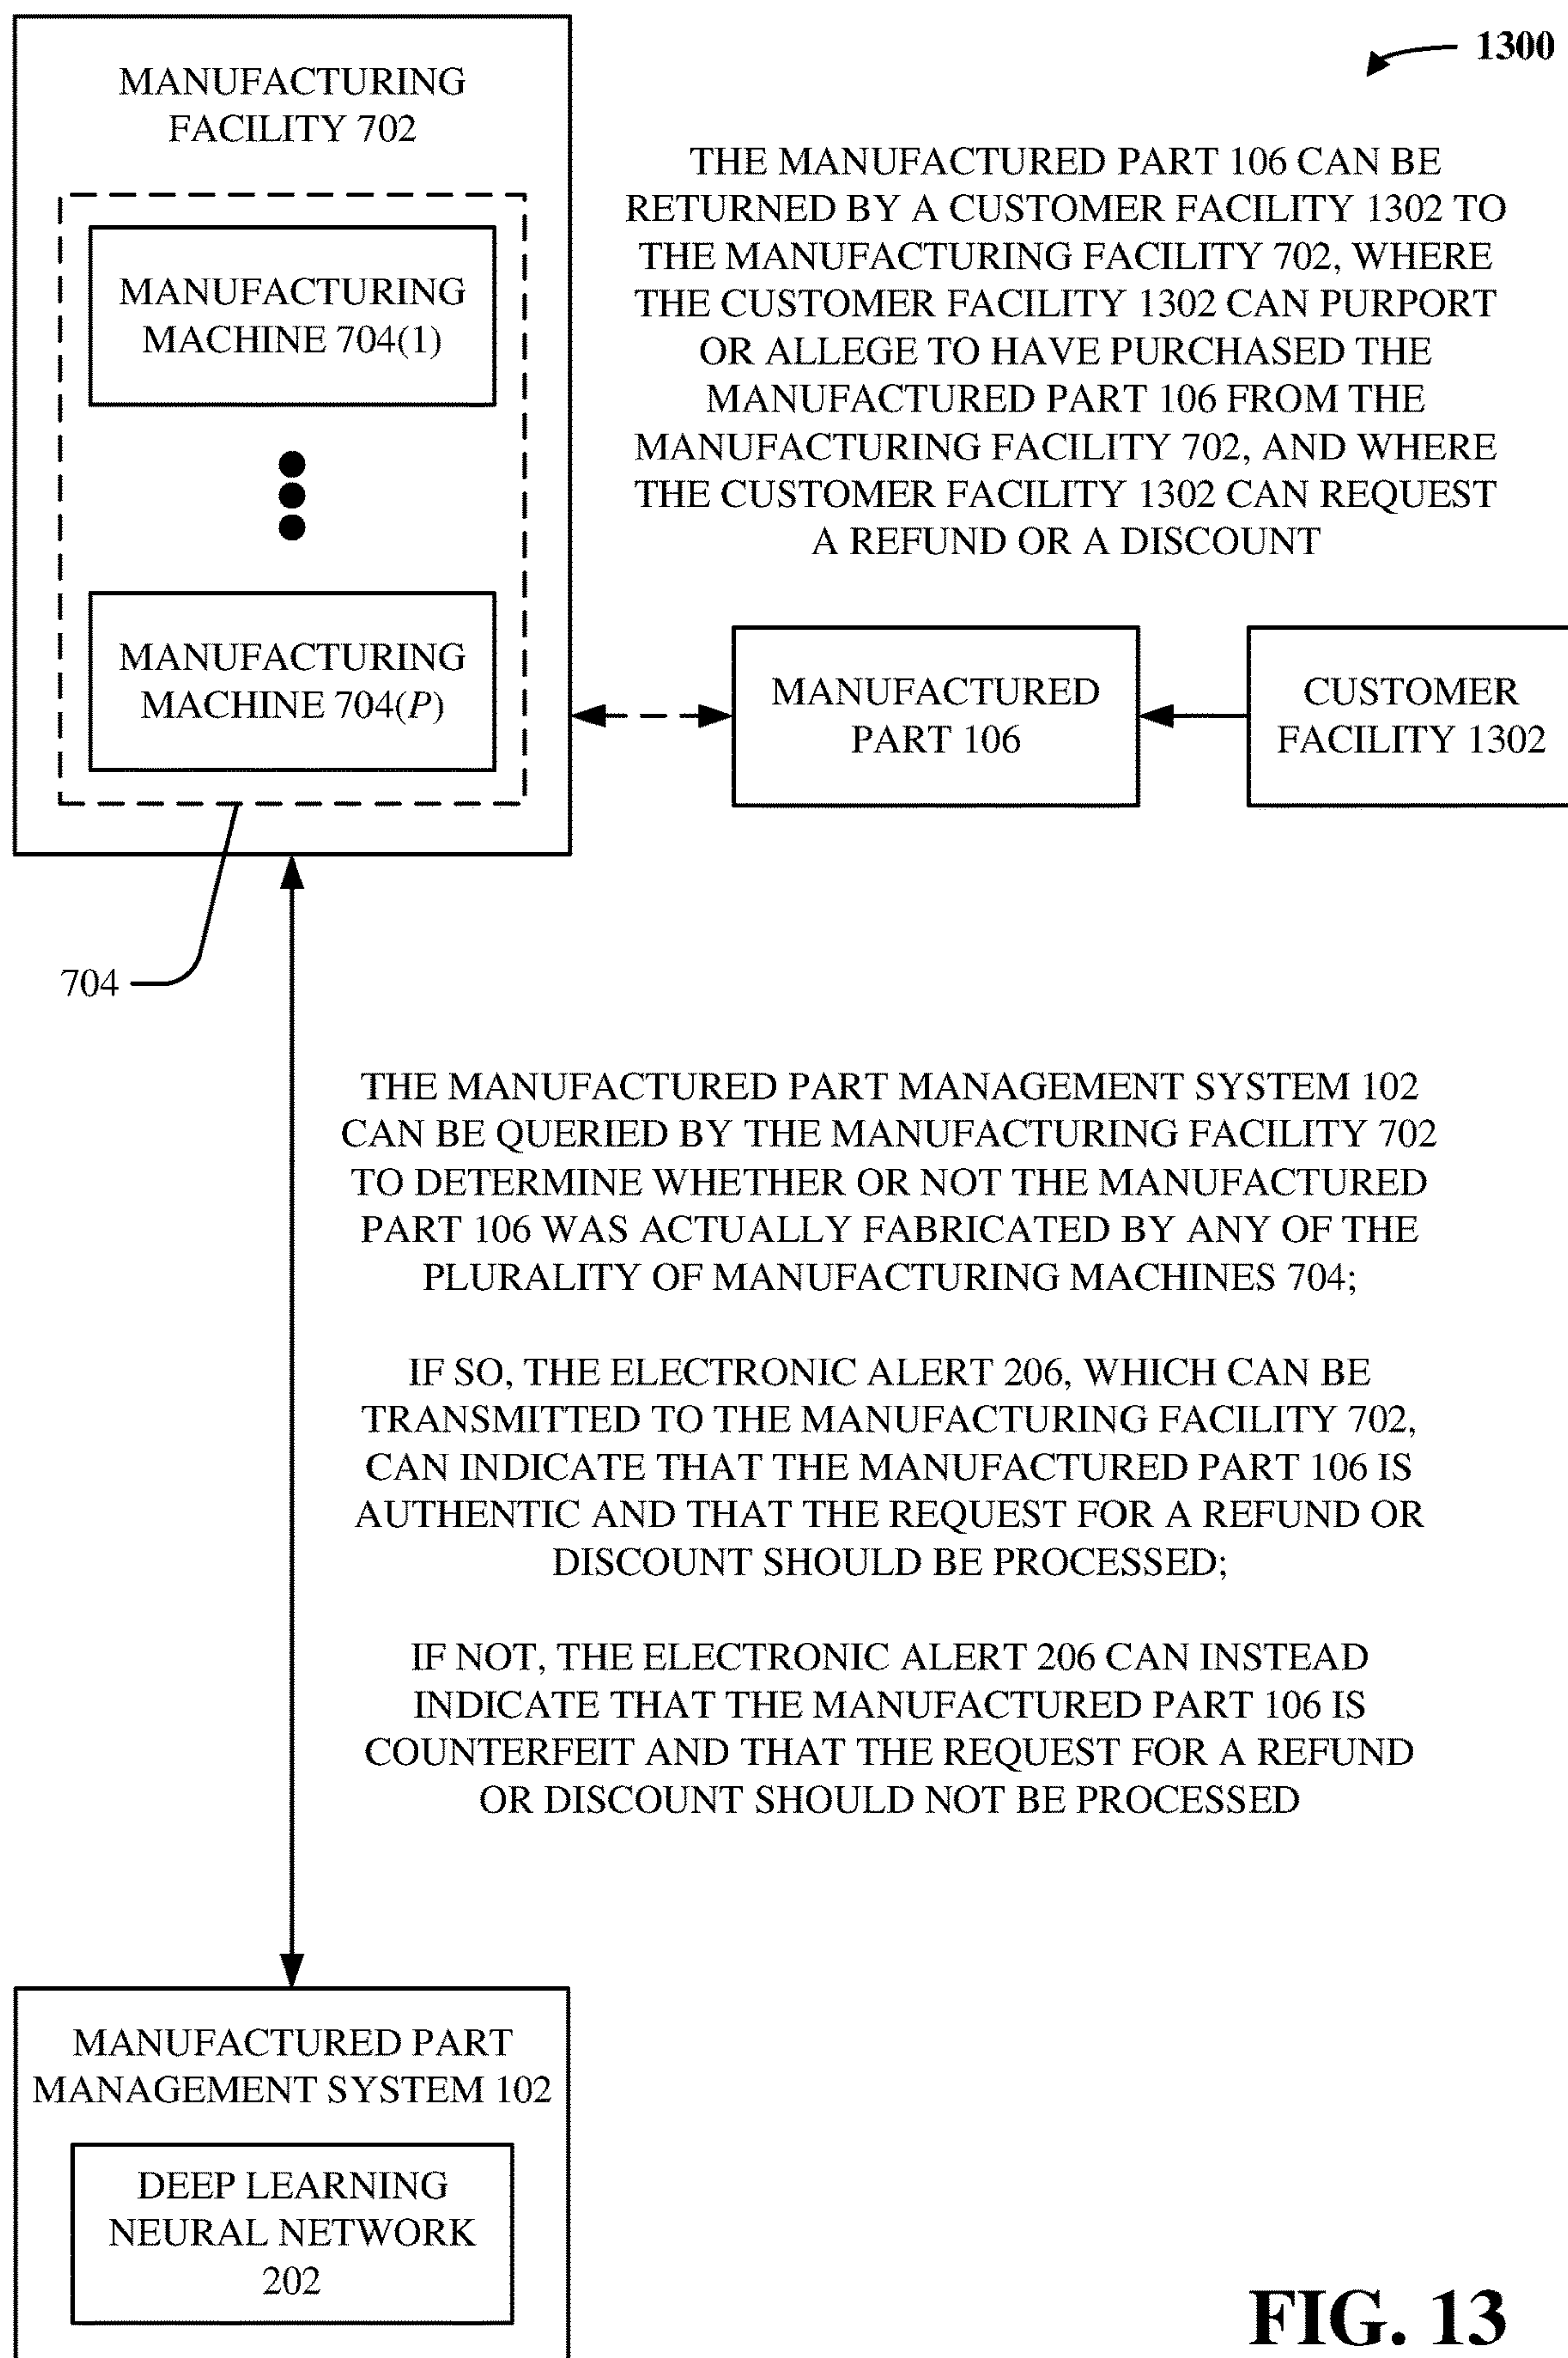 1300
MANUFACTURING
FACILITY 702
MANUFACTURING
MACHINE 704(1)
MANUFACTURING
MACHINE 704(P)
704
THE MANUFACTURED PART 106 CAN BE
RETURNED BY A CUSTOMER FACILITY 1302 TO
THE MANUFACTURING FACILITY 702, WHERE
THE CUSTOMER FACILITY 1302 CAN PURPORT
OR ALLEGE TO HAVE PURCHASED THE
MANUFACTURED PART 106 FROM THE
MANUFACTURING FACILITY 702, AND WHERE
THE CUSTOMER FACILITY 1302 CAN REQUEST
A REFUND OR A DISCOUNT
MANUFACTURED
PART 106
CUSTOMER
FACILITY 1302
THE MANUFACTURED PART MANAGEMENT SYSTEM 102
CAN BE QUERIED BY THE MANUFACTURING FACILITY 702
TO DETERMINE WHETHER OR NOT THE MANUFACTURED
PART 106 WAS ACTUALLY FABRICATED BY ANY OF THE
PLURALITY OF MANUFACTURING MACHINES 704;
IF SO, THE ELECTRONIC ALERT 206, WHICH CAN BE
TRANSMITTED TO THE MANUFACTURING FACILITY 702,
CAN INDICATE THAT THE MANUFACTURED PART 106 IS
AUTHENTIC AND THAT THE REQUEST FOR A REFUND OR
DISCOUNT SHOULD BE PROCESSED;
IF NOT, THE ELECTRONIC ALERT 206 CAN INSTEAD
INDICATE THAT THE MANUFACTURED PART 106 IS
COUNTERFEIT AND THAT THE REQUEST FOR A REFUND
OR DISCOUNT SHOULD NOT BE PROCESSED
MANUFACTURED PART
MANAGEMENT SYSTEM 102
DEEP LEARNING
NEURAL NETWORK
202
FIG. 13